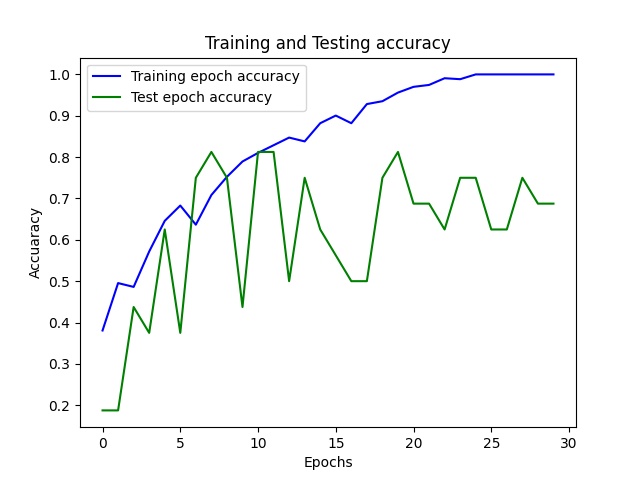 Training and Testing accuracy
Training epoch accuracy
Test epoch accuracy
Accuaracy
1.0
0.9
0.8
0.7
0.6
0.5
0.4
0.3
0.2
0 5 10 15 20 25 30
Epochs